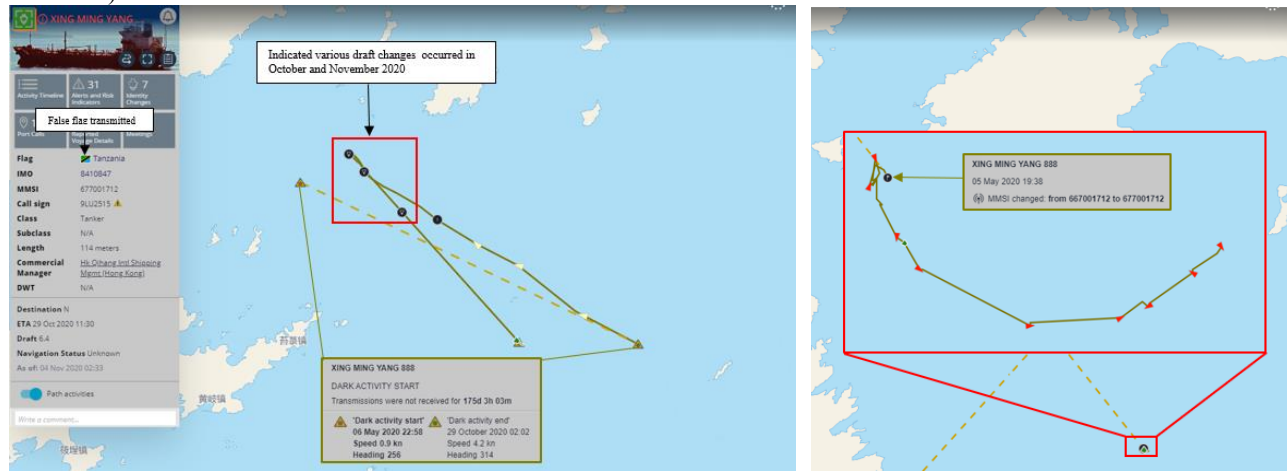 XING MING YANG
Indicated various draft changes occurred in
October and November 2020
Activity Timeline
31
Alerts and Risk
Indicators
7
Identity
Changes
False flag transmitted
Port Calls
Reported
Voyage Details
Meetings
Flag Tanzania
IMO 8410847
MMSI 677001712
Call sign 9LU2515
Class Tanker
Subclass N/A
Length 114 meters
Commercial Hk Qihang Intl Shipping
Manager Mgmt (Hong Kong)
DWT N/A
Destination N
ETA 29 Oct 2020 11:30
Draft 6.4
Navigation Status Unknown
As of: 04 Nov 2020 02:33
Path activities
Write a comment...
黄岐镇
XING MING YANG 888
DARK ACTIVITY START
Transmissions were not received for 175d 3h 03m
'Dark activity start' 'Dark activity end'
06 May 2020 22:58 29 October 2020 02:02
Speed 0.9 kn Speed 4.2 kn
Heading 256 Heading 314
XING MING YANG 888
05 May 2020 19:38
MMSI changed: from 667001712 to 677001712